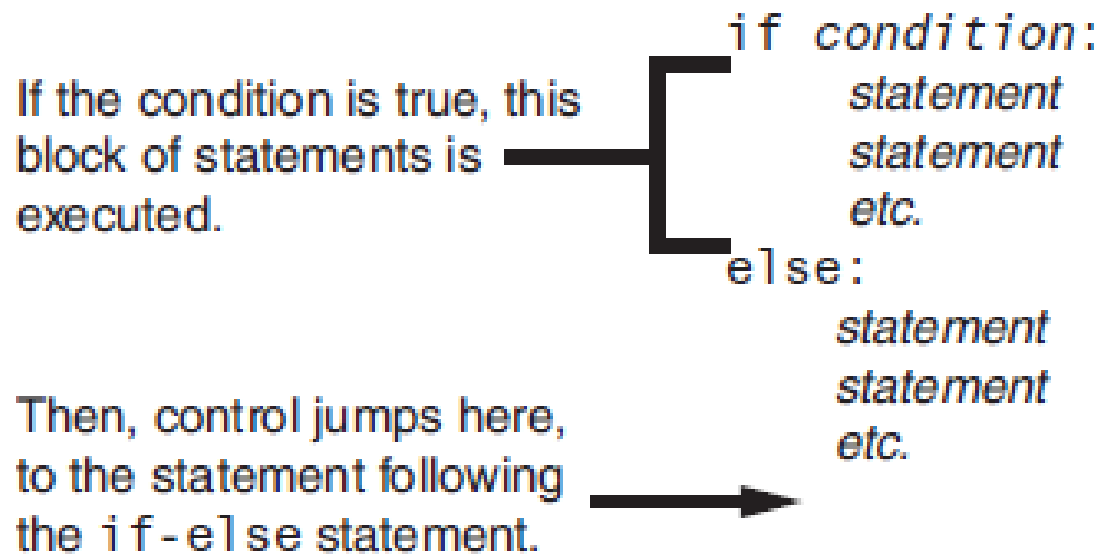 If the condition is true, this
block of statements is
executed.
if condition:
statement
statement
etc.
else:
statement
statement
etc.
Then, control jumps here,
to the statement following
the if-else statement.